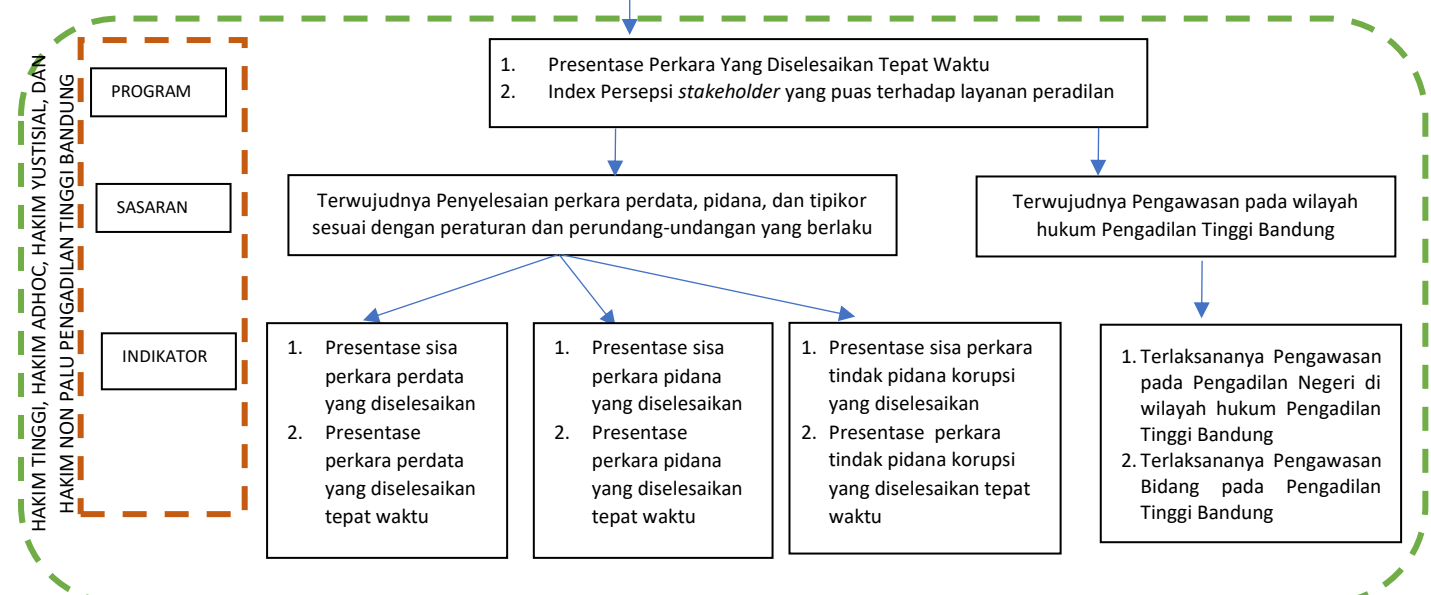 HAKIM TINGGI, HAKIM ADHOC, HAKIM YUSTISIAL, DAN
HAKIM NON PALU PENGADILAN TINGGI BANDUNG
PROGRAM
1. Presentase Perkara Yang Diselesaikan Tepat Waktu
2. Index Persepsi stakeholder yang puas terhadap layanan peradilan
SASARAN
Terwujudnya Penyelesaian perkara perdata, pidana, dan tipikor
sesuai dengan peraturan dan perundang-undangan yang berlaku
Terwujudnya Pengawasan pada wilayah
hukum Pengadilan Tinggi Bandung
INDIKATOR
1. Presentase sisa
perkara perdata
yang diselesaikan
2. Presentase
perkara perdata
yang diselesaikan
tepat waktu
1. Presentase sisa
perkara pidana
yang diselesaikan
2. Presentase
perkara pidana
yang diselesaikan
tepat waktu
1. Presentase sisa perkara
tindak pidana korupsi
yang diselesaikan
2. Presentase perkara
tindak pidana korupsi
yang diselesaikan tepat
waktu
1. Terlaksananya Pengawasan
pada Pengadilan Negeri di
wilayah hukum Pengadilan
Tinggi Bandung
2. Terlaksananya Pengawasan
Bidang pada Pengadilan
Tinggi Bandung